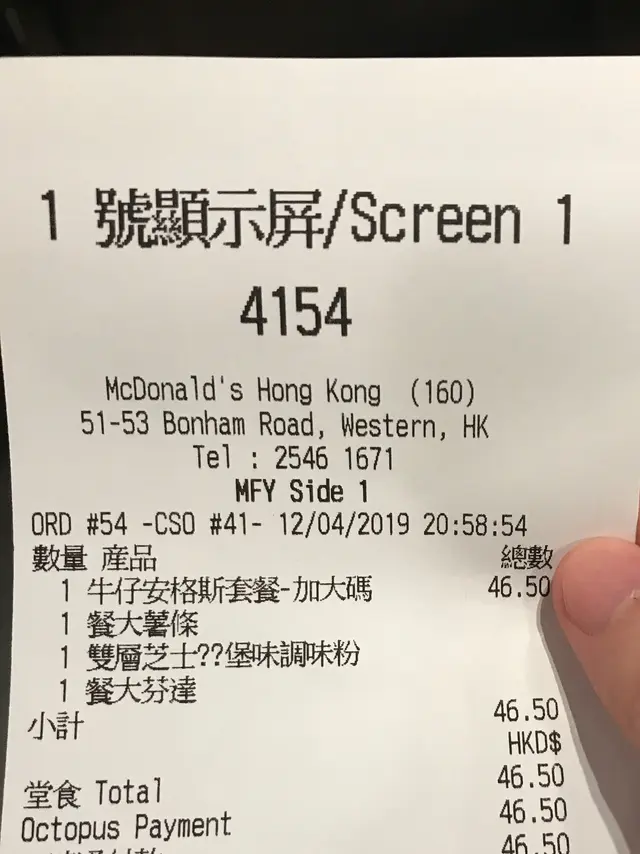 1 號顯示屏/Screen 1
4154
McDonald's Hong Kong (160)
51-53 Bonham Road, Western, HK
Tel : 2546 1671
MFY Side 1
ORD #54 -CSO #41- 12/04/2019 20:58:54
數量 產品 總數
1 牛仔安格斯套餐-加大碼 46.50
1 餐大薯條
1 雙層芝士??堡味調味粉
1 餐大芬達
小計 46.50
HKD$
堂食 Total 46.50
Octopus Payment 46.50
46.50